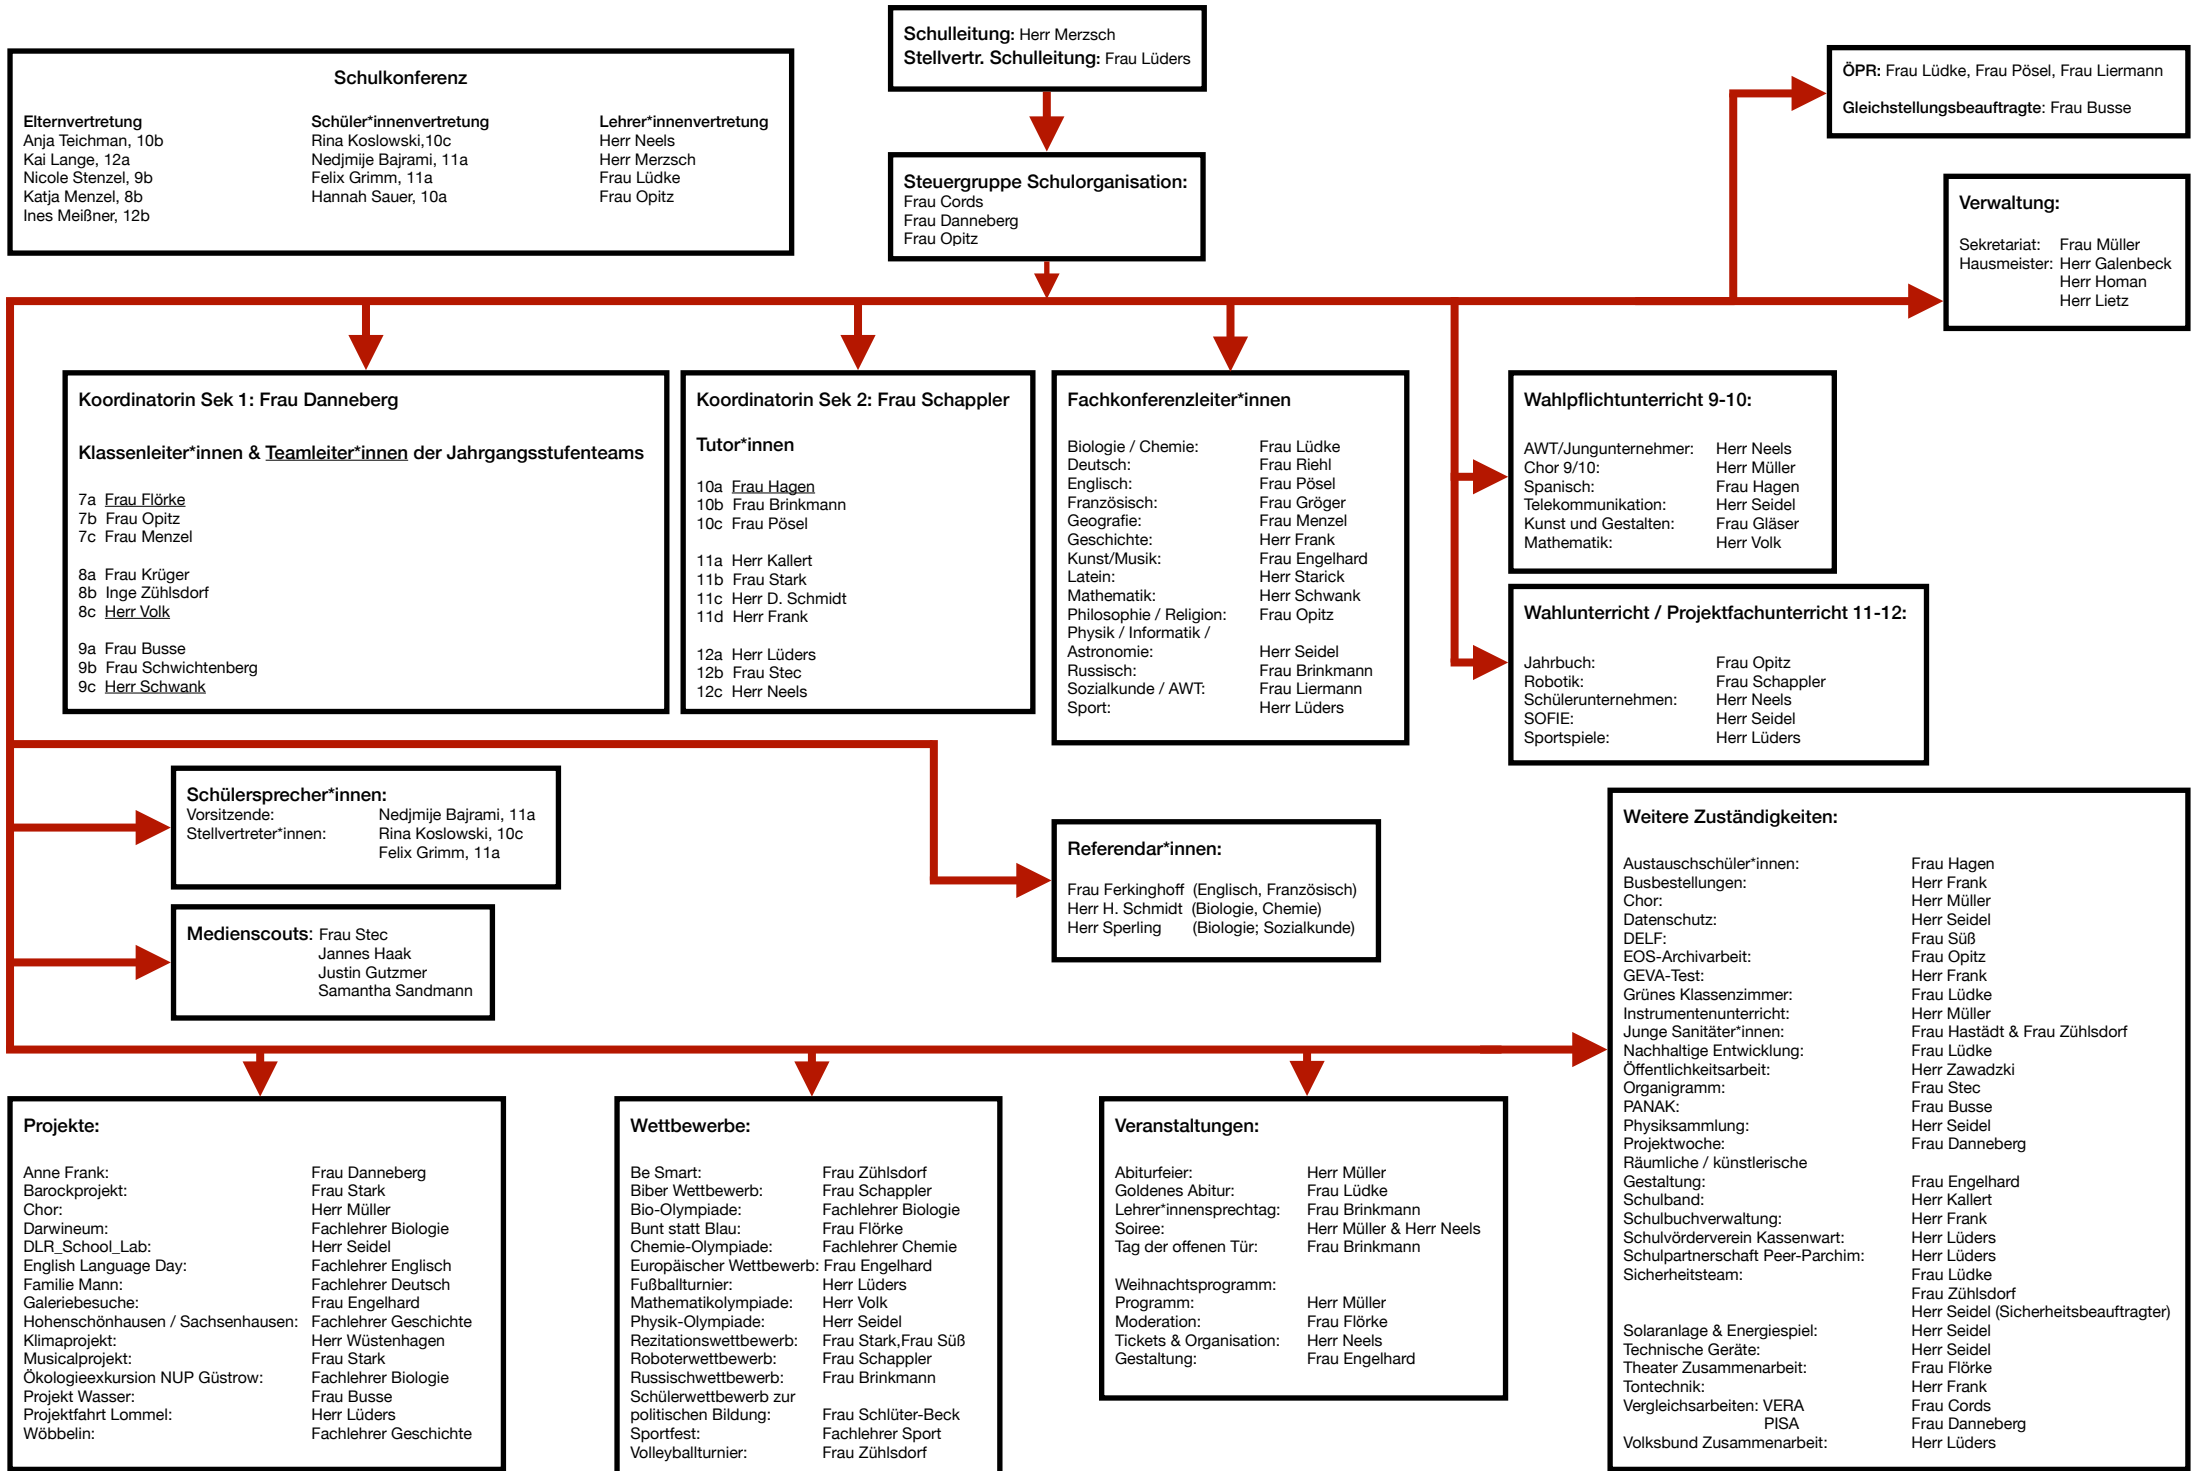 Schulleitung: Herr Merzsch
Stellvertr. Schulleitung: Frau Lüders
Schulkonferenz
Elternvertretung
Anja Teichman, 10b
Kai Lange, 12a
Nicole Stenzel, 9b
Katja Menzel, 8b
Ines Meißner, 12b
Schüler*innenvertretung
Rina Koslowski,10c
Nedjmije Bajrami, 11a
Felix Grimm, 11a
Hannah Sauer, 10a
Lehrer*innenvertretung
Herr Neels
Herr Merzsch
Frau Lüdke
Frau Opitz
Steuergruppe Schulorganisation:
Frau Cords
Frau Danneberg
Frau Opitz
ÖPR: Frau Lüdke, Frau Pösel, Frau Liermann
Gleichstellungsbeauftragte: Frau Busse
Verwaltung:
Sekretariat: Frau Müller
Hausmeister: Herr Galenbeck
Herr Homan
Herr Lietz
Koordinatorin Sek 1: Frau Danneberg
Klassenleiter*innen & Teamleiter*innen der Jahrgangsstufenteams
7a Frau Flörke
7b Frau Opitz
7c Frau Menzel
8a Frau Krüger
8b Inge Zühlsdorf
8c Herr Volk
9a Frau Busse
9b Frau Schwichtenberg
9c Herr Schwank
Koordinatorin Sek 2: Frau Schappler
Tutor*innen
10a Frau Hagen
10b Frau Brinkmann
10c Frau Pösel
11a Herr Kallert
11b Frau Stark
11c Herr D. Schmidt
11d Herr Frank
12a Herr Lüders
12b Frau Stec
12c Herr Neels
Fachkonferenzleiter*innen
Biologie / Chemie: Frau Lüdke
Deutsch: Frau Riehl
Englisch: Frau Pösel
Französisch: Frau Gröger
Geografie: Frau Menzel
Geschichte: Herr Frank
Kunst/Musik: Frau Engelhard
Latein: Herr Starick
Mathematik: Herr Schwank
Philosophie / Religion: Frau Opitz
Physik / Informatik /
Astronomie: Herr Seidel
Russisch: Frau Brinkmann
Sozialkunde / AWT: Frau Liermann
Sport: Herr Lüders
Wahlpflichtunterricht 9-10:
AWT/Jungunternehmer: Herr Neels
Chor 9/10: Herr Müller
Spanisch: Frau Hagen
Telekommunikation: Herr Seidel
Kunst und Gestalten: Frau Gläser
Mathematik: Herr Volk
Wahlunterricht / Projektfachunterricht 11-12:
Jahrbuch: Frau Opitz
Robotik: Frau Schappler
Schülerunternehmen: Herr Neels
SOFIE: Herr Seidel
Sportspiele: Herr Lüders
Schülersprecher*innen:
Vorsitzende: Nedjmije Bajrami, 11a
Stellvertreter*innen: Rina Koslowski, 10c
Felix Grimm, 11a
Medienscouts: Frau Stec
Jannes Haak
Justin Gutzmer
Samantha Sandmann
Referendar*innen:
Frau Ferkinghoff (Englisch, Französisch)
Herr H. Schmidt (Biologie, Chemie)
Herr Sperling (Biologie; Sozialkunde)
Weitere Zuständigkeiten:
Austauschschüler*innen: Frau Hagen
Busbestellungen: Herr Frank
Chor: Herr Müller
Datenschutz: Herr Seidel
DELF: Frau Süß
EOS-Archivarbeit: Frau Opitz
GEVA-Test: Herr Frank
Grünes Klassenzimmer: Frau Lüdke
Instrumentenunterricht: Herr Müller
Junge Sanitäter*innen: Frau Hastädt & Frau Zühlsdorf
Nachhaltige Entwicklung: Frau Lüdke
Öffentlichkeitsarbeit: Herr Zawadzki
Organigramm: Frau Stec
PANAK: Frau Busse
Physiksammlung: Herr Seidel
Projektwoche: Frau Danneberg
Räumliche / künstlerische
Gestaltung: Frau Engelhard
Schulband: Herr Kallert
Schulbuchverwaltung: Herr Frank
Schulvörderverein Kassenwart: Herr Lüders
Schulpartnerschaft Peer-Parchim: Herr Lüders
Sicherheitsteam: Frau Lüdke
Frau Zühlsdorf
Herr Seidel (Sicherheitsbeauftragter)
Solaranlage & Energiespiel: Herr Seidel
Technische Geräte: Herr Seidel
Theater Zusammenarbeit: Frau Flörke
Tontechnik: Herr Frank
Vergleichsarbeiten: VERA Frau Cords
PISA Frau Danneberg
Volksbund Zusammenarbeit: Herr Lüders
Projekte:
Anne Frank: Frau Danneberg
Barockprojekt: Frau Stark
Chor: Herr Müller
Darwineum: Fachlehrer Biologie
DLR_School_Lab: Herr Seidel
English Language Day: Fachlehrer Englisch
Familie Mann: Fachlehrer Deutsch
Galeriebesuche: Frau Engelhard
Hohenschönhausen / Sachsenhausen: Fachlehrer Geschichte
Klimaprojekt: Herr Wüstenhagen
Musicalprojekt: Frau Stark
Ökologieexkursion NUP Güstrow: Fachlehrer Biologie
Projekt Wasser: Frau Busse
Projektfahrt Lommel: Herr Lüders
Wöbbelin: Fachlehrer Geschichte
Wettbewerbe:
Be Smart: Frau Zühlsdorf
Biber Wettbewerb: Frau Schappler
Bio-Olympiade: Fachlehrer Biologie
Bunt statt Blau: Frau Flörke
Chemie-Olympiade: Fachlehrer Chemie
Europäischer Wettbewerb: Frau Engelhard
Fußballturnier: Herr Lüders
Mathematikolympiade: Herr Volk
Physik-Olympiade: Herr Seidel
Rezitationswettbewerb: Frau Stark,Frau Süß
Roboterwettbewerb: Frau Schappler
Russischwettbewerb: Frau Brinkmann
Schülerwettbewerb zur
politischen Bildung: Frau Schlüter-Beck
Sportfest: Fachlehrer Sport
Volleyballturnier: Frau Zühlsdorf
Veranstaltungen:
Abiturfeier: Herr Müller
Goldenes Abitur: Frau Lüdke
Lehrer*innensprechtag: Frau Brinkmann
Soiree: Herr Müller & Herr Neels
Tag der offenen Tür: Frau Brinkmann
Weihnachtsprogramm:
Programm: Herr Müller
Moderation: Frau Flörke
Tickets & Organisation: Herr Neels
Gestaltung: Frau Engelhard